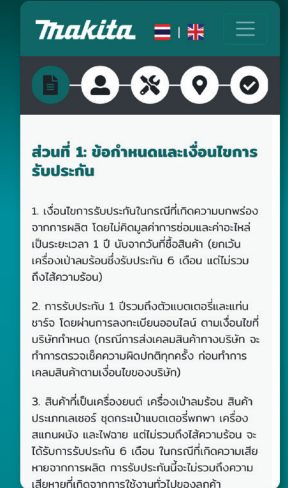 Makita
ส่วนที่ 1: ข้อกำหนดและเงื่อนไขการ
รับประกัน
1. เงื่อนไขการรับประกันในกรณีที่เกิดความบกพร่อง
จากการผลิต โดยไม่คิดมูลค่าการซ่อมและค่าอะไหล่
เป็นระยะเวลา 1 ปี นับจากวันที่ซื้อสินค้า (ยกเว้น
เครื่องเป่าลมร้อนซึ่งรับประกัน 6 เดือน แต่ไม่รวม
ถึงไส้ความร้อน)
2. การรับประกัน 1 ปีรวมถึงตัวแบตเตอรี่และแท่น
ชาร์จ โดยผ่านการลงทะเบียนออนไลน์ ตามเงื่อนไขที่
บริษัทกำหนด (กรณีการส่งเคลมสินค้าทางบริษัท จะ
ทำการตรวจเช็คความผิดปกติทุกครั้ง ก่อนทำการ
เคลมสินค้าตามเงื่อนไขของบริษัท)
3. สินค้าที่เป็นเครื่องยนต์ เครื่องเป่าลมร้อน สินค้า
ประเภทเลเซอร์ ชุดกระเป๋าแบตเตอรี่พกพา เครื่อง
สแกนผนัง และไฟฉาย แต่ไม่รวมถึงไส้ความร้อน จะ
ได้รับการรับประกัน 6 เดือน ในกรณีที่เกิดความเสีย
หายจากการผลิต การรับประกันนี้จะไม่รวมถึงความ
เสียหายที่เกิดจากการใช้งานทั่วไปของลูกค้า